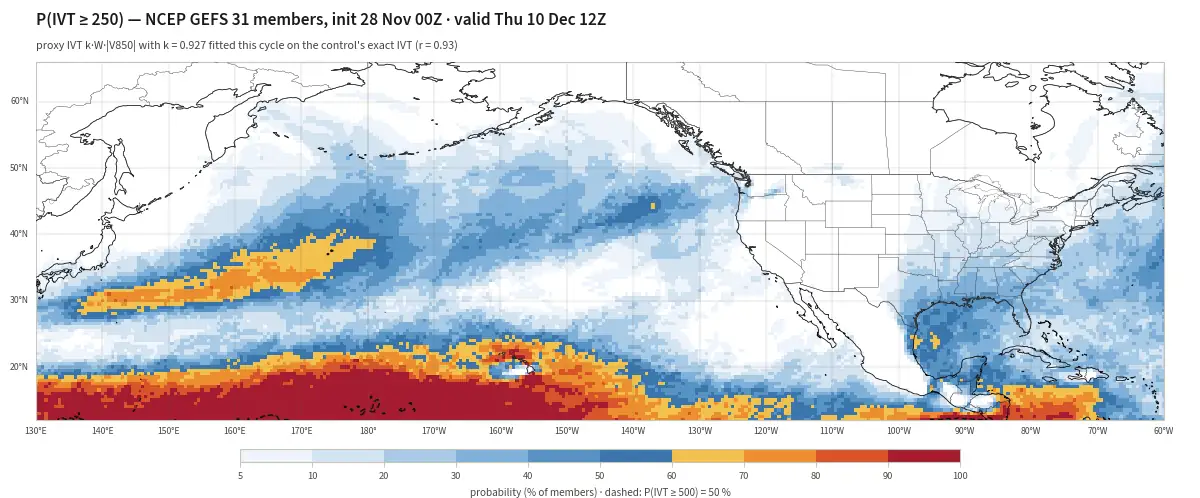 P(IVT ≥ 250) — NCEP GEFS 31 members, init 28 Nov 00Z · valid Thu 10 Dec 12Z
proxy IVT k·W·|V850| with k = 0.927 fitted this cycle on the control's exact IVT (r = 0.93)
60°N
50°N
40°N
30°N
20°N
130°E 140°E 150°E 160°E 170°E 180° 170°W 160°W 150°W 140°W 130°W 120°W 110°W 100°W 90°W 80°W 70°W 60°W
5 10 20 30 40 50 60 70 80 90 100
probability (% of members) · dashed: P(IVT ≥ 500) = 50 %